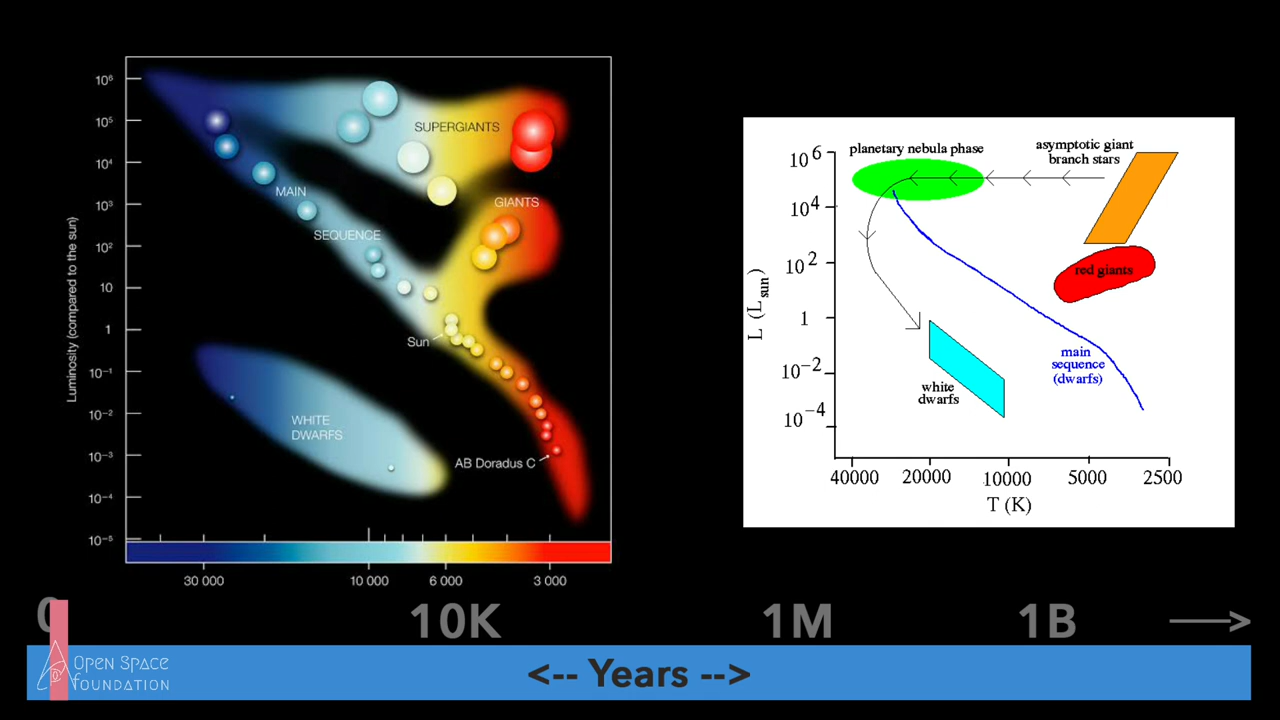 10⁶
10⁵
10⁴
10³
10²
10
1
10⁻¹
10⁻²
10⁻³
10⁻⁴
10⁻⁵
Luminosity (compared to the sun)
SUPERGIANTS
MAIN
SEQUENCE
GIANTS
Sun
WHITE
DWARFS
AB Doradus C
30 000
10 000
6 000
3 000
planetary nebula phase
asymptotic giant
branch stars
red giants
main
sequence
(dwarfs)
white
dwarfs
10⁶
10⁴
10²
1
10⁻²
10⁻⁴
L (Lsun)
40000
20000
10000
5000
2500
T (K)
0
10K
1M
1B
<-- Years -->
OPEN SPACE
FOUNDATION